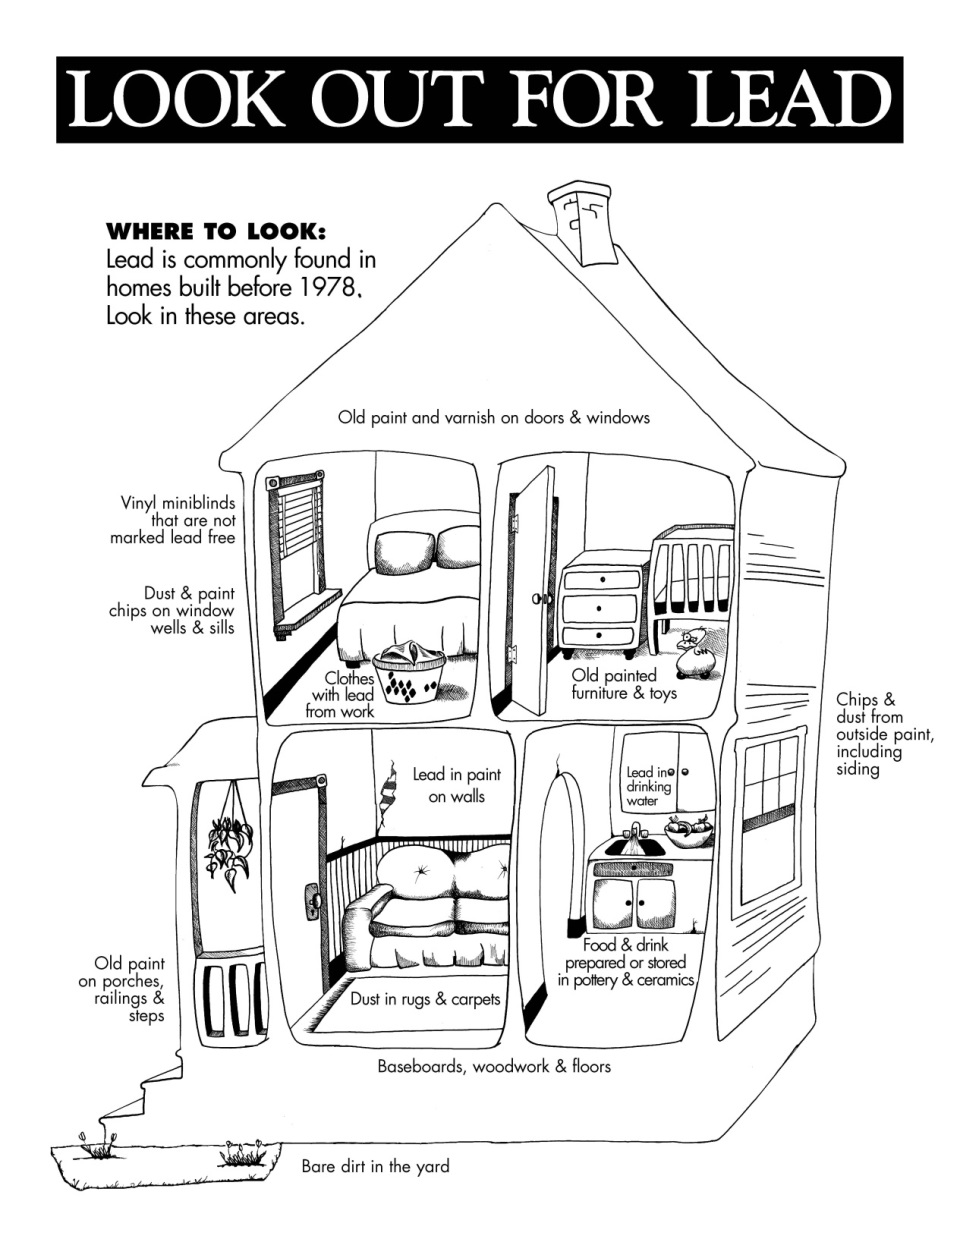 LOOK OUT FOR LEAD
WHERE TO LOOK:
Lead is commonly found in
homes built before 1978.
Look in these areas.
Old paint and varnish on doors & windows
Vinyl miniblinds
that are not
marked lead free
Dust & paint
chips on window
wells & sills
Clothes
with lead
from work
Old painted
furniture & toys
Chips &
dust from
outside paint,
including
siding
Lead in paint
on walls
Lead in
drinking
water
Food & drink
prepared or stored
in pottery & ceramics
Old paint
on porches,
railings &
steps
Dust in rugs & carpets
Baseboards, woodwork & floors
Bare dirt in the yard